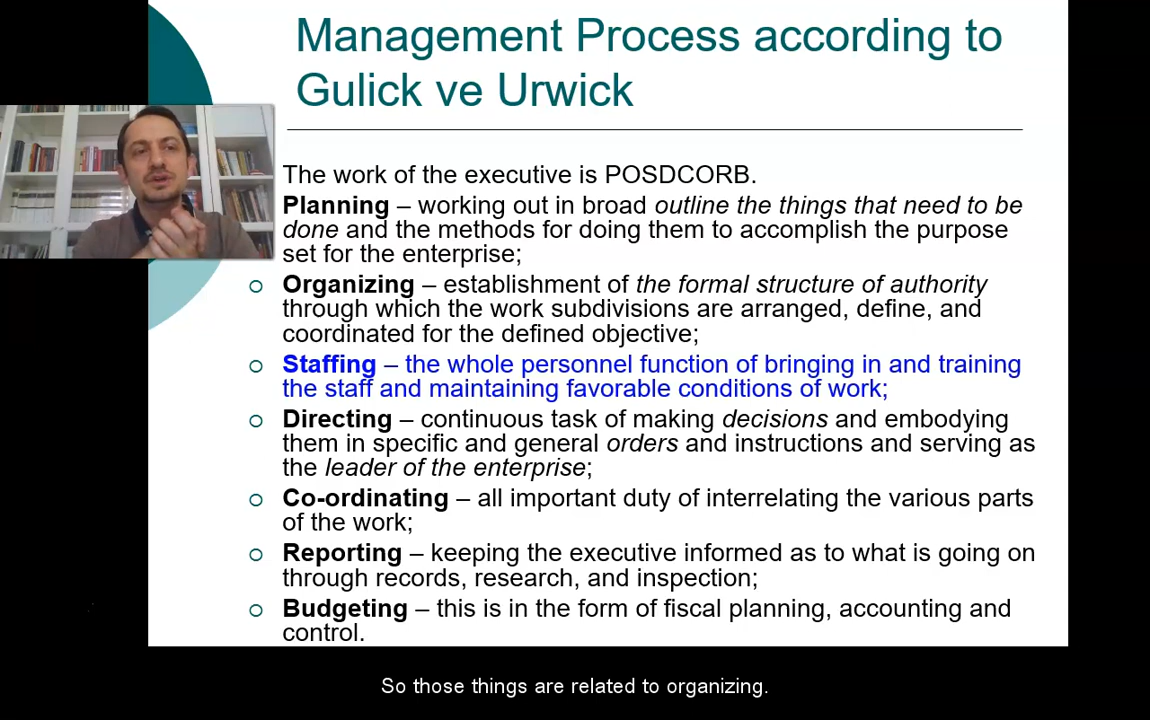 Management Process according to
Gulick ve Urwick
The work of the executive is POSDCORB.
Planning – working out in broad outline the things that need to be
done and the methods for doing them to accomplish the purpose
set for the enterprise;
Organizing – establishment of the formal structure of authority
through which the work subdivisions are arranged, define, and
coordinated for the defined objective;
Staffing – the whole personnel function of bringing in and training
the staff and maintaining favorable conditions of work;
Directing – continuous task of making decisions and embodying
them in specific and general orders and instructions and serving as
the leader of the enterprise;
Co-ordinating – all important duty of interrelating the various parts
of the work;
Reporting – keeping the executive informed as to what is going on
through records, research, and inspection;
Budgeting – this is in the form of fiscal planning, accounting and
control.
So those things are related to organizing.